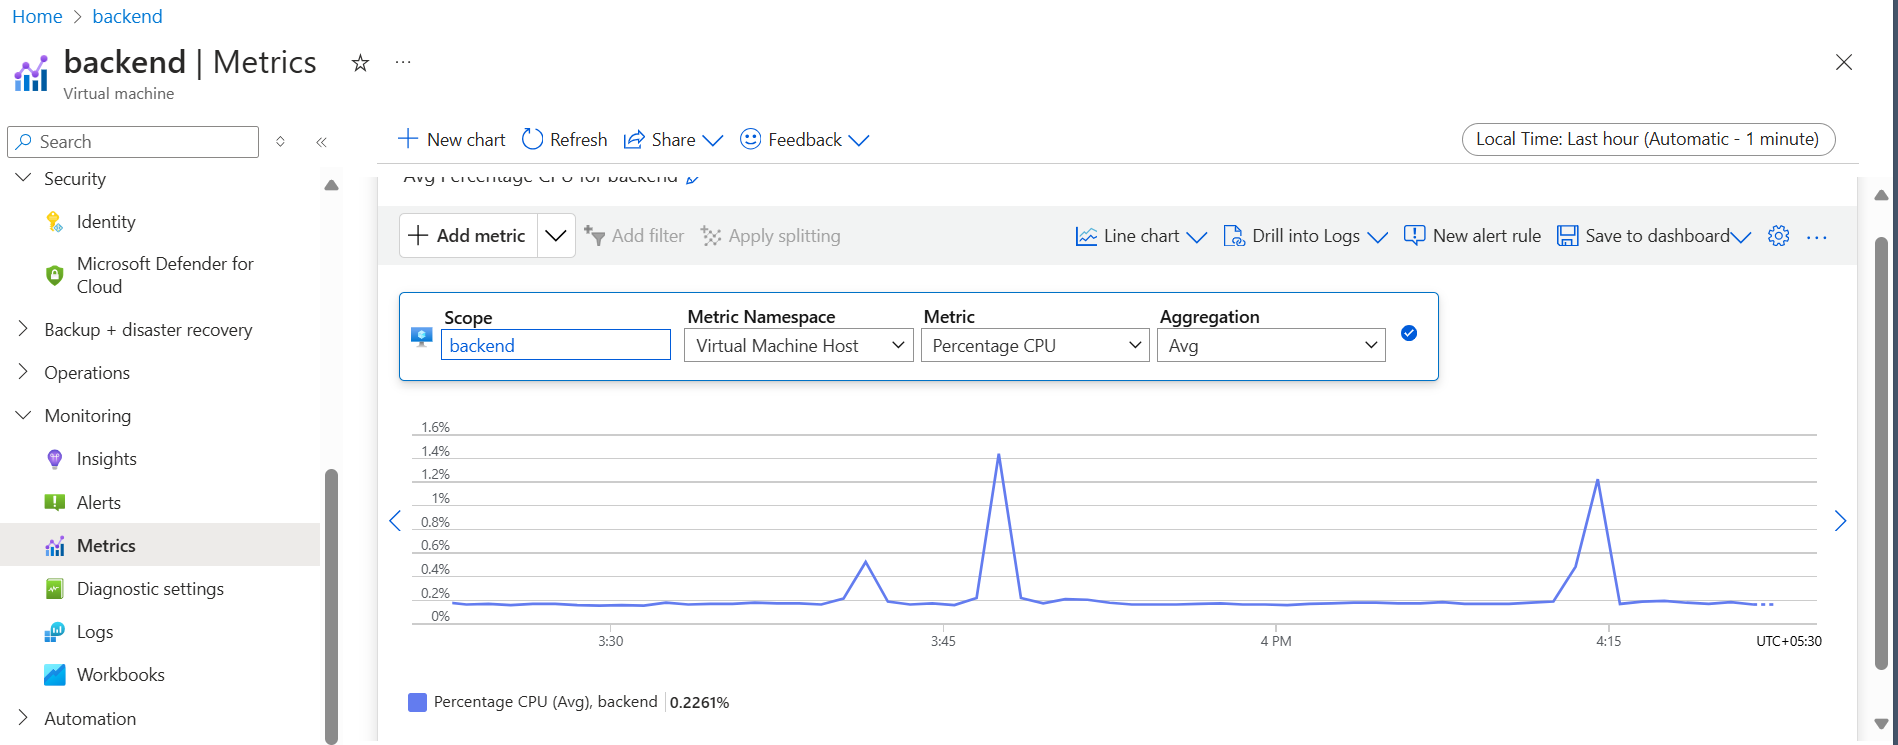 Home > backend
backend | Metrics
Virtual machine
Search
Security
Identity
Microsoft Defender for
Cloud
Backup + disaster recovery
Operations
Monitoring
Insights
Alerts
Metrics
Diagnostic settings
Logs
Workbooks
Automation
New chart Refresh Share Feedback Local Time: Last hour (Automatic - 1 minute)
Avg Percentage CPU for backend
Add metric Add filter Apply splitting Line chart Drill into Logs New alert rule Save to dashboard
Scope Metric Namespace Metric Aggregation
backend Virtual Machine Host Percentage CPU Avg
1.6%
1.4%
1.2%
1%
0.8%
0.6%
0.4%
0.2%
0%
3:30 3:45 4 PM 4:15 UTC+05:30
Percentage CPU (Avg), backend 0.2261%